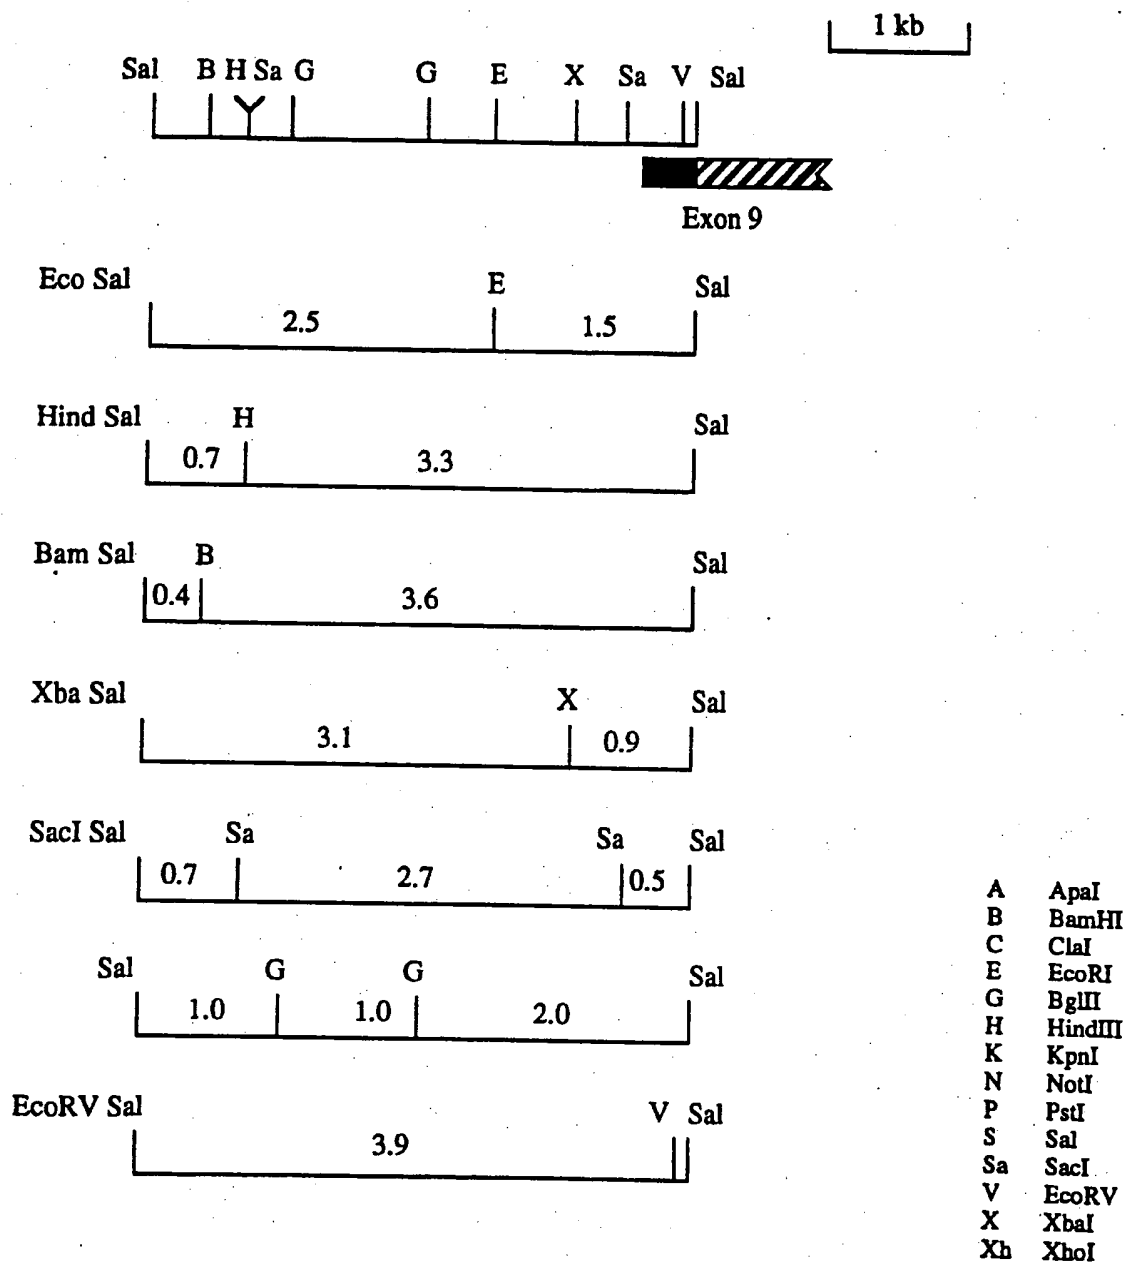 1 kb
Sal B H Sa G G E X Sa V Sal
Exon 9
Eco Sal E Sal
2.5 1.5
Hind Sal H Sal
0.7 3.3
Bam Sal B Sal
0.4 3.6
Xba Sal X Sal
3.1 0.9
SacI Sal Sa Sa Sal
0.7 2.7 0.5
Sal G G Sal
1.0 1.0 2.0
EcoRV Sal V Sal
3.9
A ApaI
B BamHI
C ClaI
E EcoRI
G BglII
H HindIII
K KpnI
N NotI
P PstI
S Sal
Sa SacI
V EcoRV
X XbaI
Xh XhoI